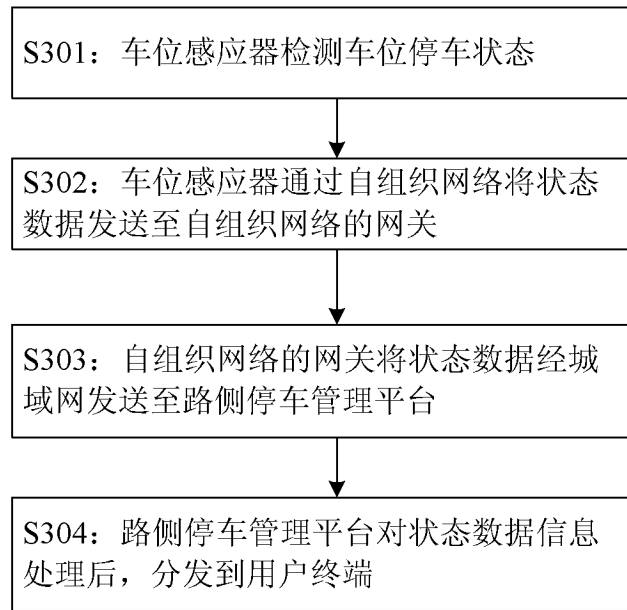 S301：车位感应器检测车位停车状态
S302：车位感应器通过自组织网络将状态
数据发送至自组织网络的网关
S303：自组织网络的网关将状态数据经城
域网发送至路侧停车管理平台
S304：路侧停车管理平台对状态数据信息
处理后，分发到用户终端